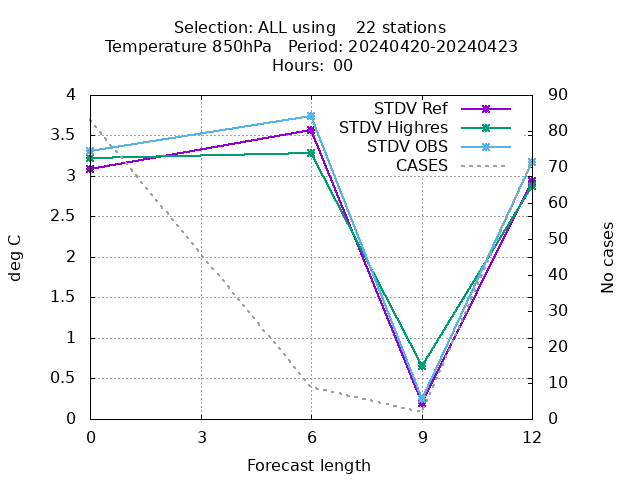 Selection: ALL using    22 stations
Temperature 850hPa   Period: 20240420-20240423
Hours:  00
STDV Ref
STDV Highres
STDV OBS
CASES
4
3.5
3
2.5
2
1.5
1
0.5
0
deg C
90
80
70
60
50
40
30
20
10
0
No cases
0 3 6 9 12
Forecast length